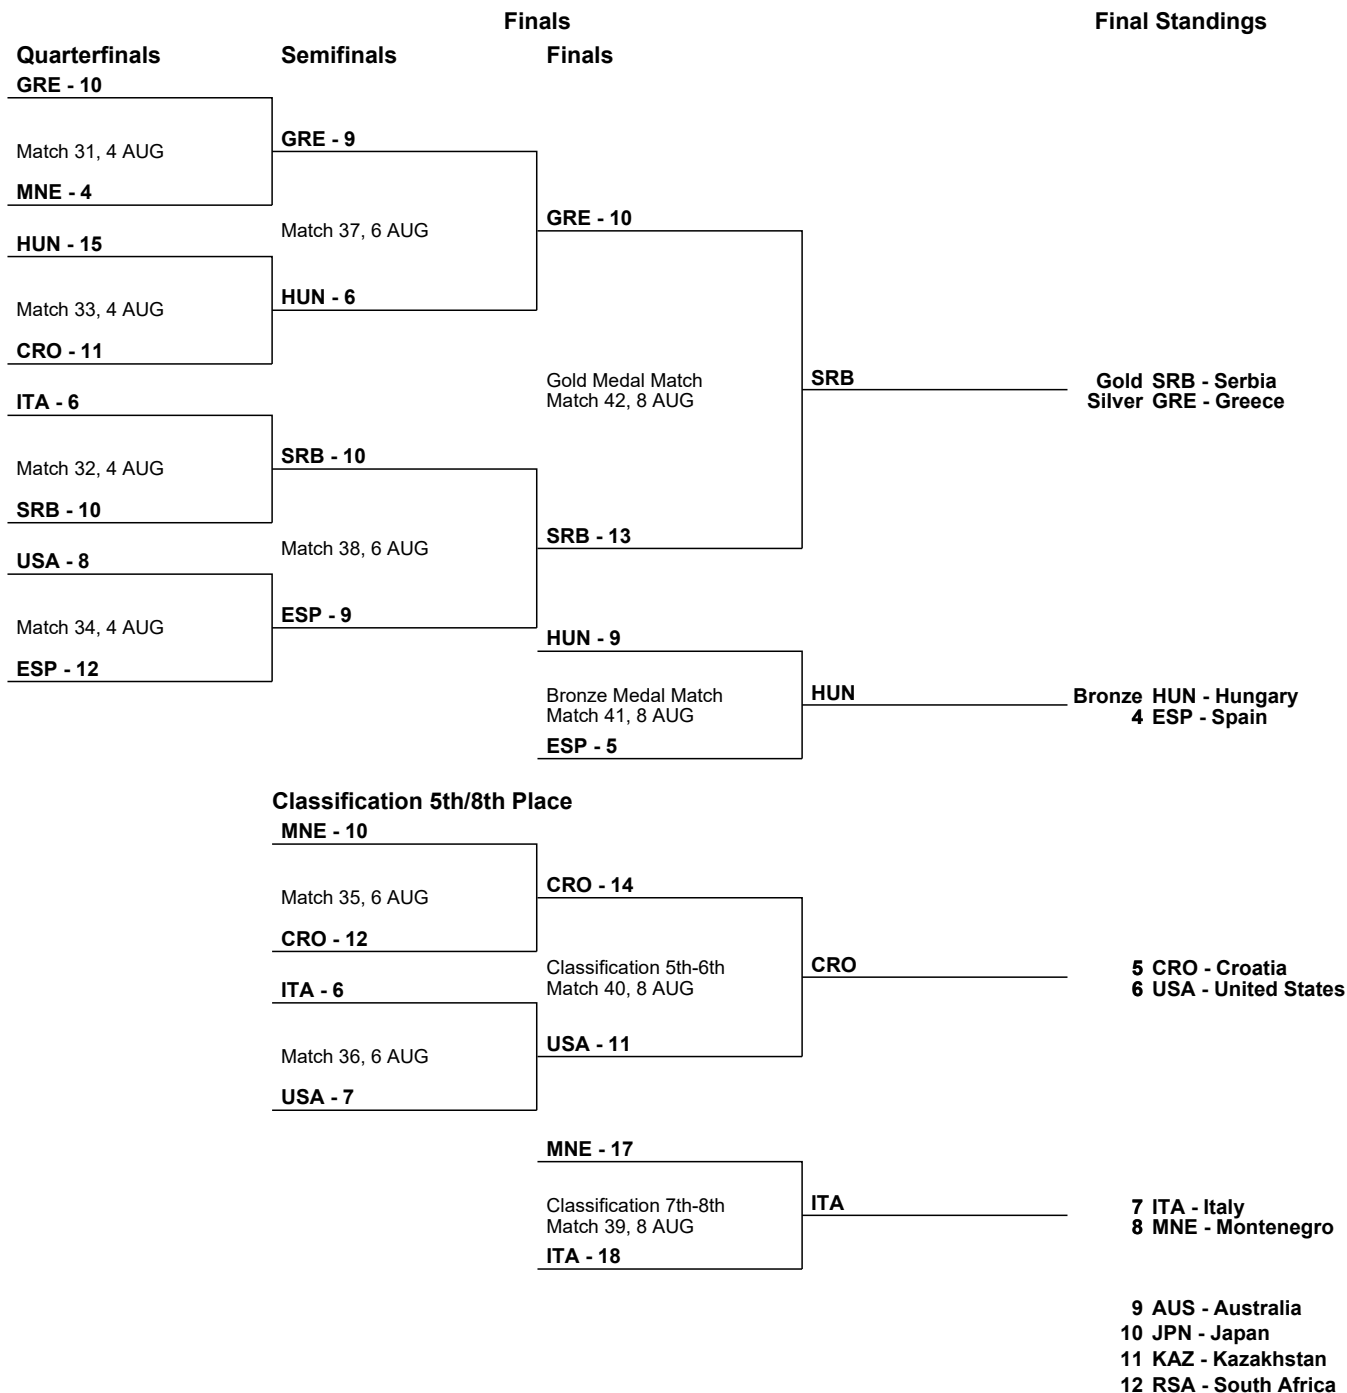 Finals
Final Standings
Quarterfinals
Semifinals
Finals
GRE - 10
Match 31, 4 AUG
MNE - 4
HUN - 15
Match 33, 4 AUG
CRO - 11
ITA - 6
Match 32, 4 AUG
SRB - 10
USA - 8
Match 34, 4 AUG
ESP - 12
GRE - 9
Match 37, 6 AUG
HUN - 6
SRB - 10
Match 38, 6 AUG
ESP - 9
GRE - 10
Gold Medal Match
Match 42, 8 AUG
SRB - 13
SRB
Gold SRB - Serbia
Silver GRE - Greece
HUN - 9
Bronze Medal Match
Match 41, 8 AUG
ESP - 5
HUN
Bronze HUN - Hungary
4 ESP - Spain
Classification 5th/8th Place
MNE - 10
Match 35, 6 AUG
CRO - 12
ITA - 6
Match 36, 6 AUG
USA - 7
CRO - 14
Classification 5th-6th
Match 40, 8 AUG
USA - 11
CRO
5 CRO - Croatia
6 USA - United States
MNE - 17
Classification 7th-8th
Match 39, 8 AUG
ITA - 18
ITA
7 ITA - Italy
8 MNE - Montenegro
9 AUS - Australia
10 JPN - Japan
11 KAZ - Kazakhstan
12 RSA - South Africa